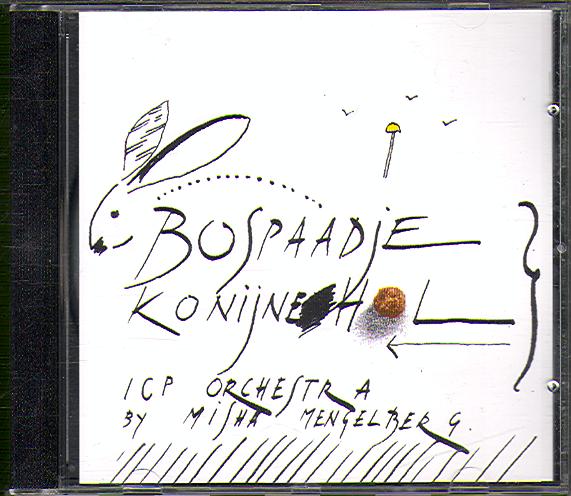 BOSPAADJE
KONIJNEHOL
ICP ORCHESTRA
BY MISHA MENGELBERG.